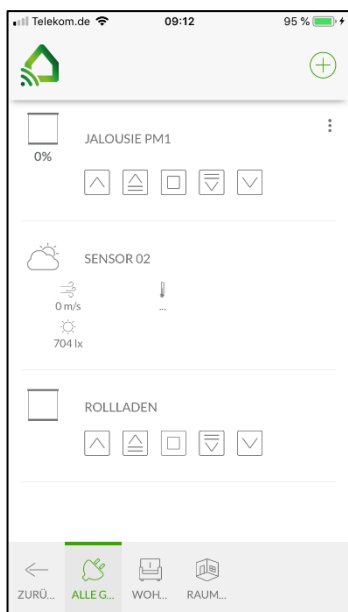 Telekom.de 09:12 95 %
JALOUSIE PM1
0%
SENSOR 02
0 m/s ...
704 lx
ROLLLADEN
ZURÜ... ALLE G... WOH... RAUM...